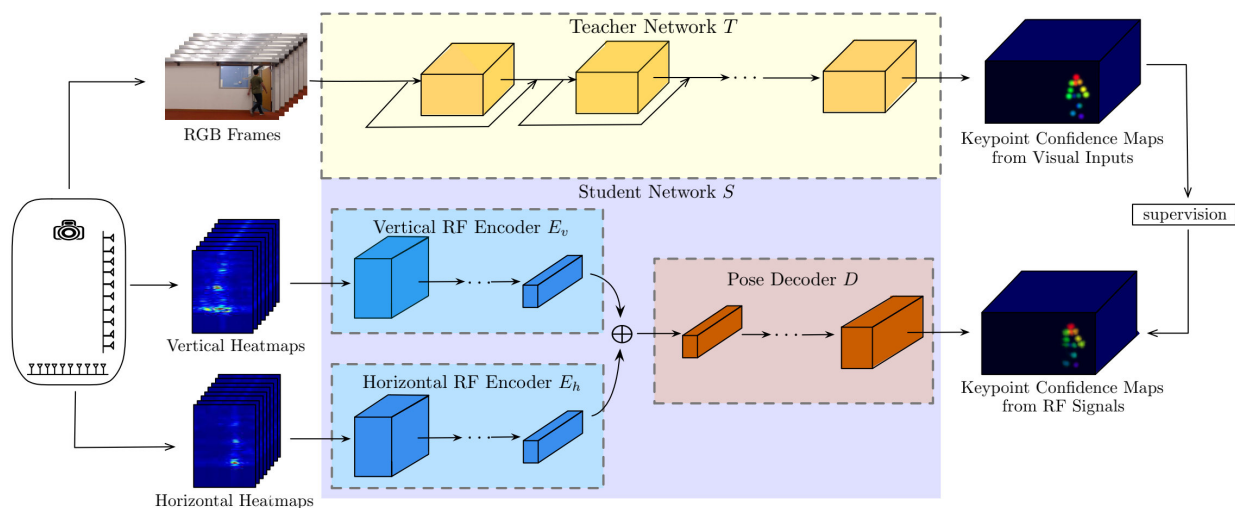 Teacher Network T
RGB Frames
Keypoint Confidence Maps
from Visual Inputs
Student Network S
supervision
Vertical RF Encoder E_v
Vertical Heatmaps
Pose Decoder D
Horizontal RF Encoder E_h
Keypoint Confidence Maps
from RF Signals
Horizontal Heatmaps